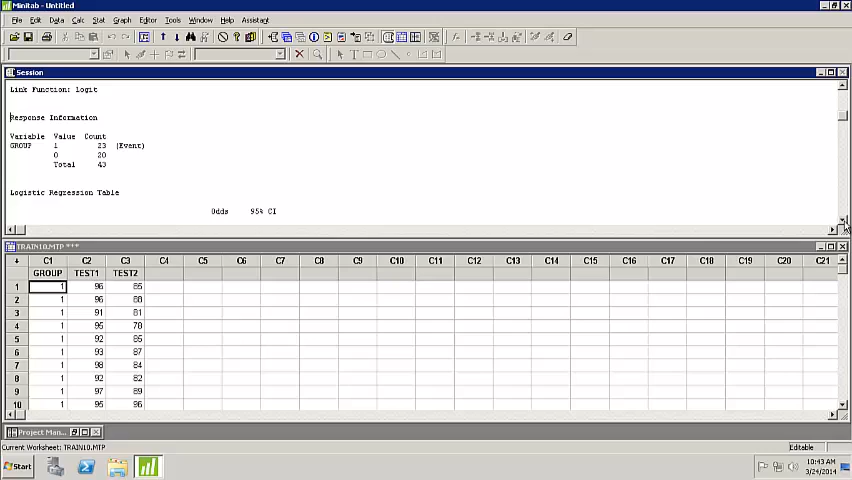 Minitab - Untitled
File Edit Data Calc Stat Graph Editor Tools Window Help Assistant
Session
Link Function: logit
Response Information
Variable Value Count
GROUP 1 23 (Event)
0 20
Total 43
Logistic Regression Table
Odds 95% CI
TRAIN10.MTP ***
C1 C2 C3 C4 C5 C6 C7 C8 C9 C10 C11 C12 C13 C14 C15 C16 C17 C18 C19 C20 C21
GROUP TEST1 TEST2
1 1 96 85
2 1 96 88
3 1 91 81
4 1 95 78
5 1 92 85
6 1 93 87
7 1 98 84
8 1 92 82
9 1 97 89
10 1 95 96
Project Man...
Current Worksheet: TRAIN10.MTP
Editable
10:43 AM
Start
3/24/2014